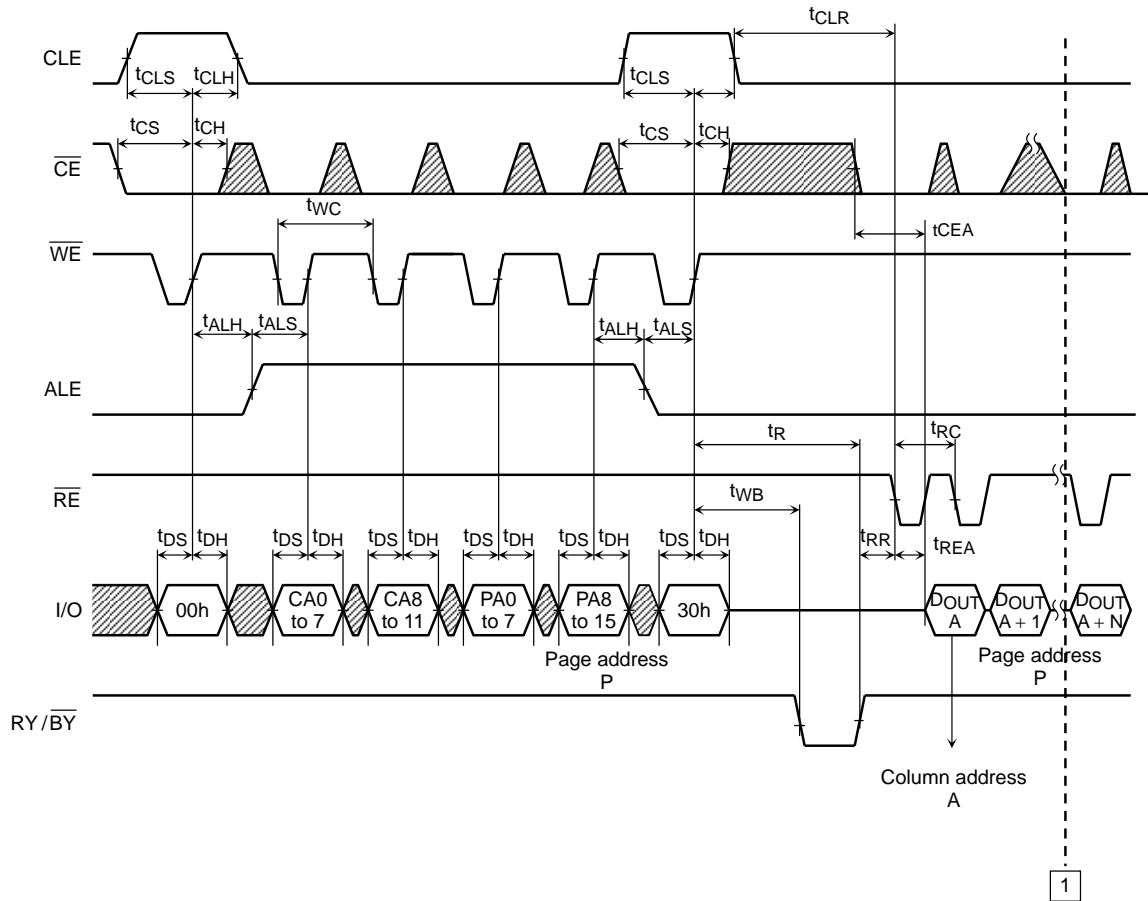 tCLR
CLE
tCLS tCLH tCLS
tCS tCH tCS tCH
CE
tWC tCEA
WE
tALH tALS tALH tALS
ALE
tR tRC
RE
tWB
tDS tDH tDS tDH tDS tDH tDS tDH tDS tDH tDS tDH tRR tREA
I/O 00h CA0 to 7 CA8 to 11 PA0 to 7 PA8 to 15 30h DOUT A DOUT A + 1 DOUT A + N
Page address P Page address P
RY/BY
Column address
A
1